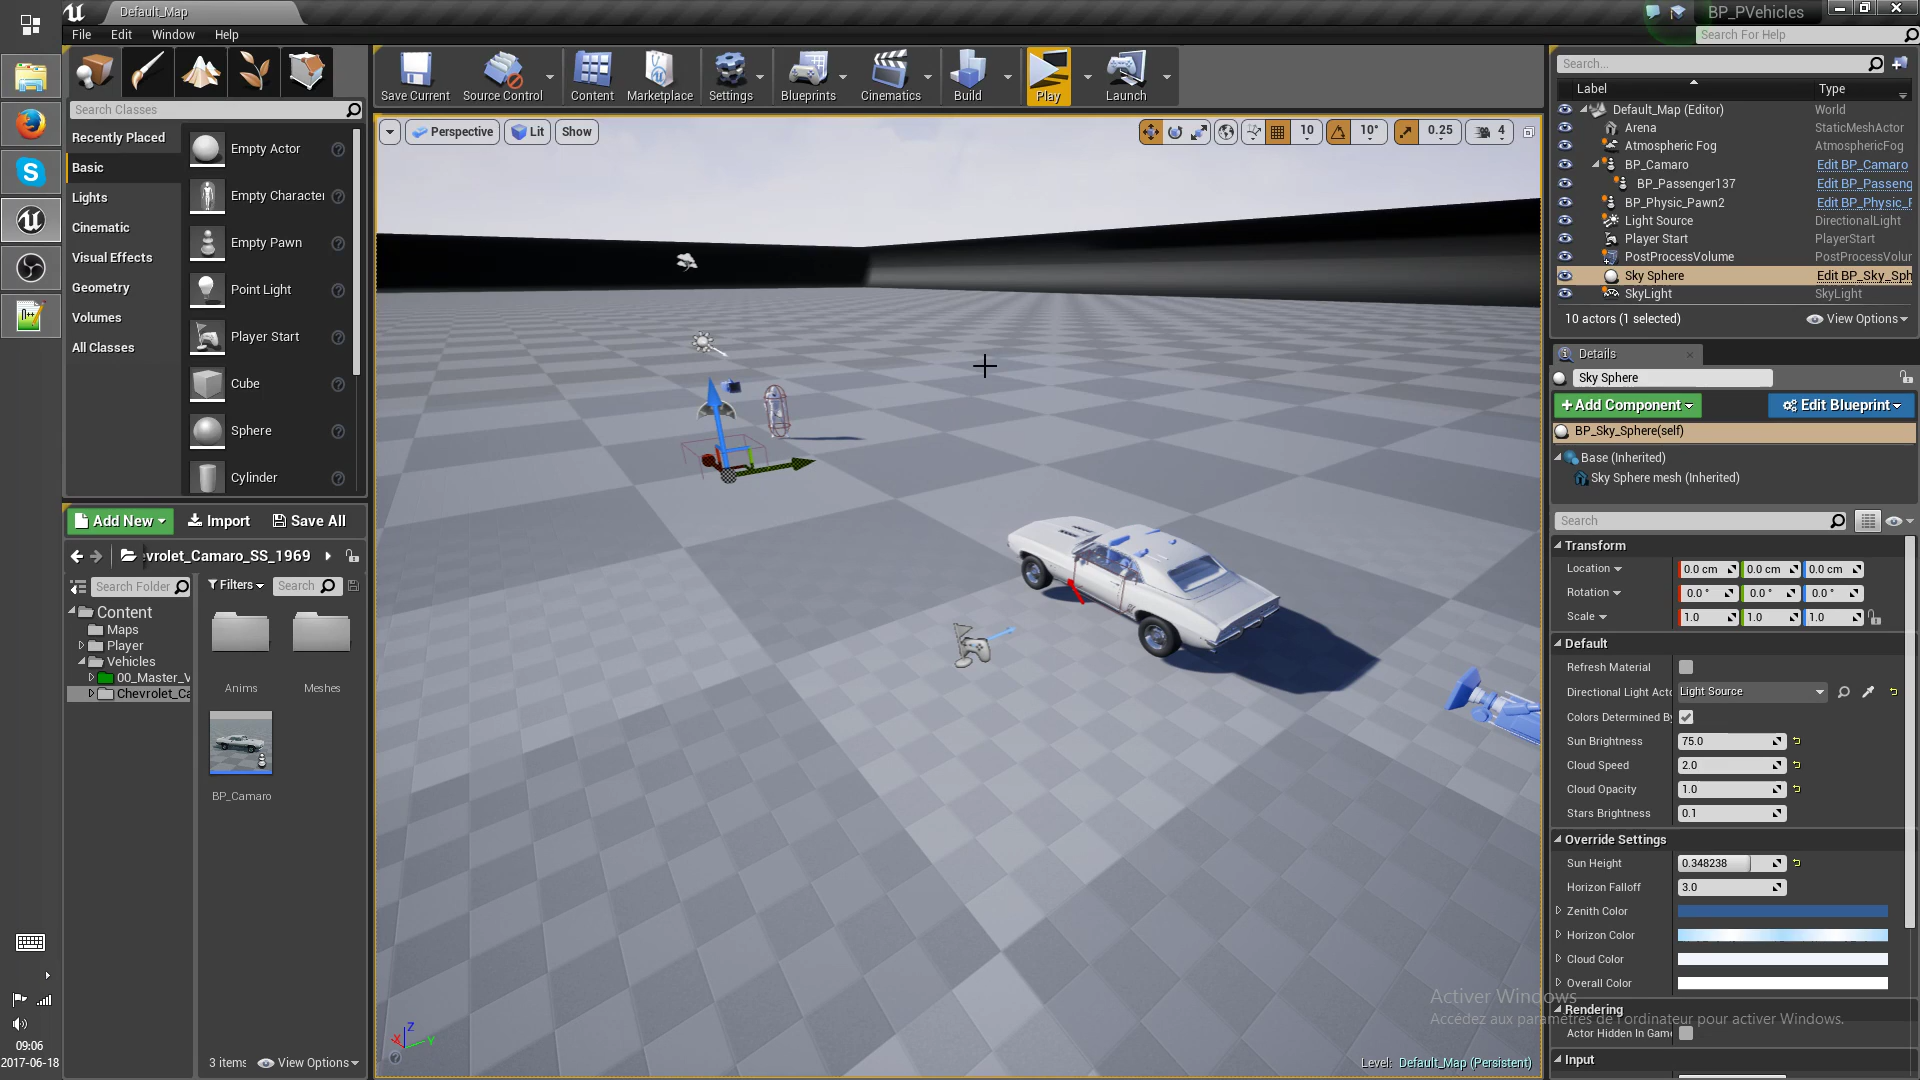 Default_Map
BP_PVehicles
File Edit Window Help
Search For Help
Search Classes
Recently Placed
Basic
Lights
Cinematic
Visual Effects
Geometry
Volumes
All Classes
Empty Actor
Empty Character
Empty Pawn
Point Light
Player Start
Cube
Sphere
Cylinder
Save Current
Source Control
Content
Marketplace
Settings
Blueprints
Cinematics
Build
Play
Launch
Perspective
Lit
Show
10
10°
0.25
4
Search...
Label Type
Default_Map (Editor) World
Arena StaticMeshActor
Atmospheric Fog AtmosphericFog
BP_Camaro Edit BP_Camaro
BP_Passenger137 Edit BP_Passeng
BP_Physic_Pawn2 Edit BP_Physic_P
Light Source DirectionalLight
Player Start PlayerStart
PostProcessVolume PostProcessVolur
Sky Sphere Edit BP_Sky_Sph
SkyLight SkyLight
10 actors (1 selected)
View Options
Details
Sky Sphere
+Add Component
Edit Blueprint
BP_Sky_Sphere(self)
Base (Inherited)
Sky Sphere mesh (Inherited)
Search
Transform
Location 0.0 cm 0.0 cm 0.0 cm
Rotation 0.0 ° 0.0 ° 0.0 °
Scale 1.0 1.0 1.0
Default
Refresh Material
Directional Light Acto Light Source
Colors Determined By
Sun Brightness 75.0
Cloud Speed 2.0
Cloud Opacity 1.0
Stars Brightness 0.1
Override Settings
Sun Height 0.348238
Horizon Falloff 3.0
Zenith Color
Horizon Color
Cloud Color
Overall Color
Rendering
Actor Hidden In Game
Input
Activer Windows
Accédez aux paramètres de l'ordinateur pour activer Windows.
Add New
Import
Save All
evrolet_Camaro_SS_1969
Search Folder
Filters
Search
Content
Maps
Player
Vehicles
00_Master_V
Chevrolet_Ca
Anims
Meshes
BP_Camaro
3 items
View Options
Z
X
Y
Level: Default_Map (Persistent)
09:06
2017-06-18